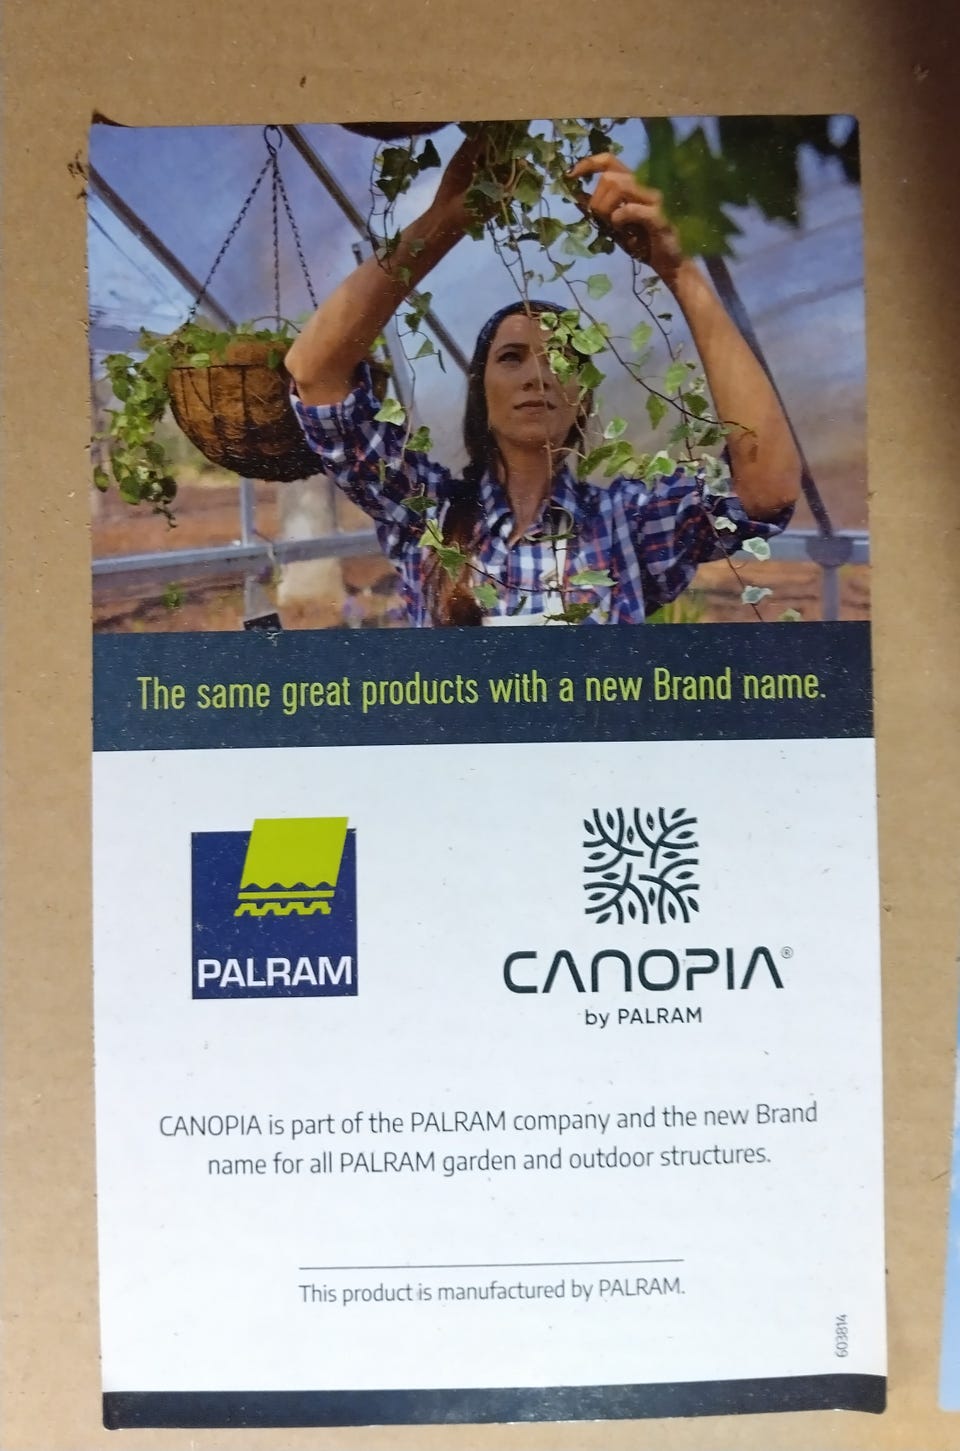 The same great products with a new Brand name.
PALRAM
CANOPIA®
by PALRAM
CANOPIA is part of the PALRAM company and the new Brand
name for all PALRAM garden and outdoor structures.
This product is manufactured by PALRAM.
603814